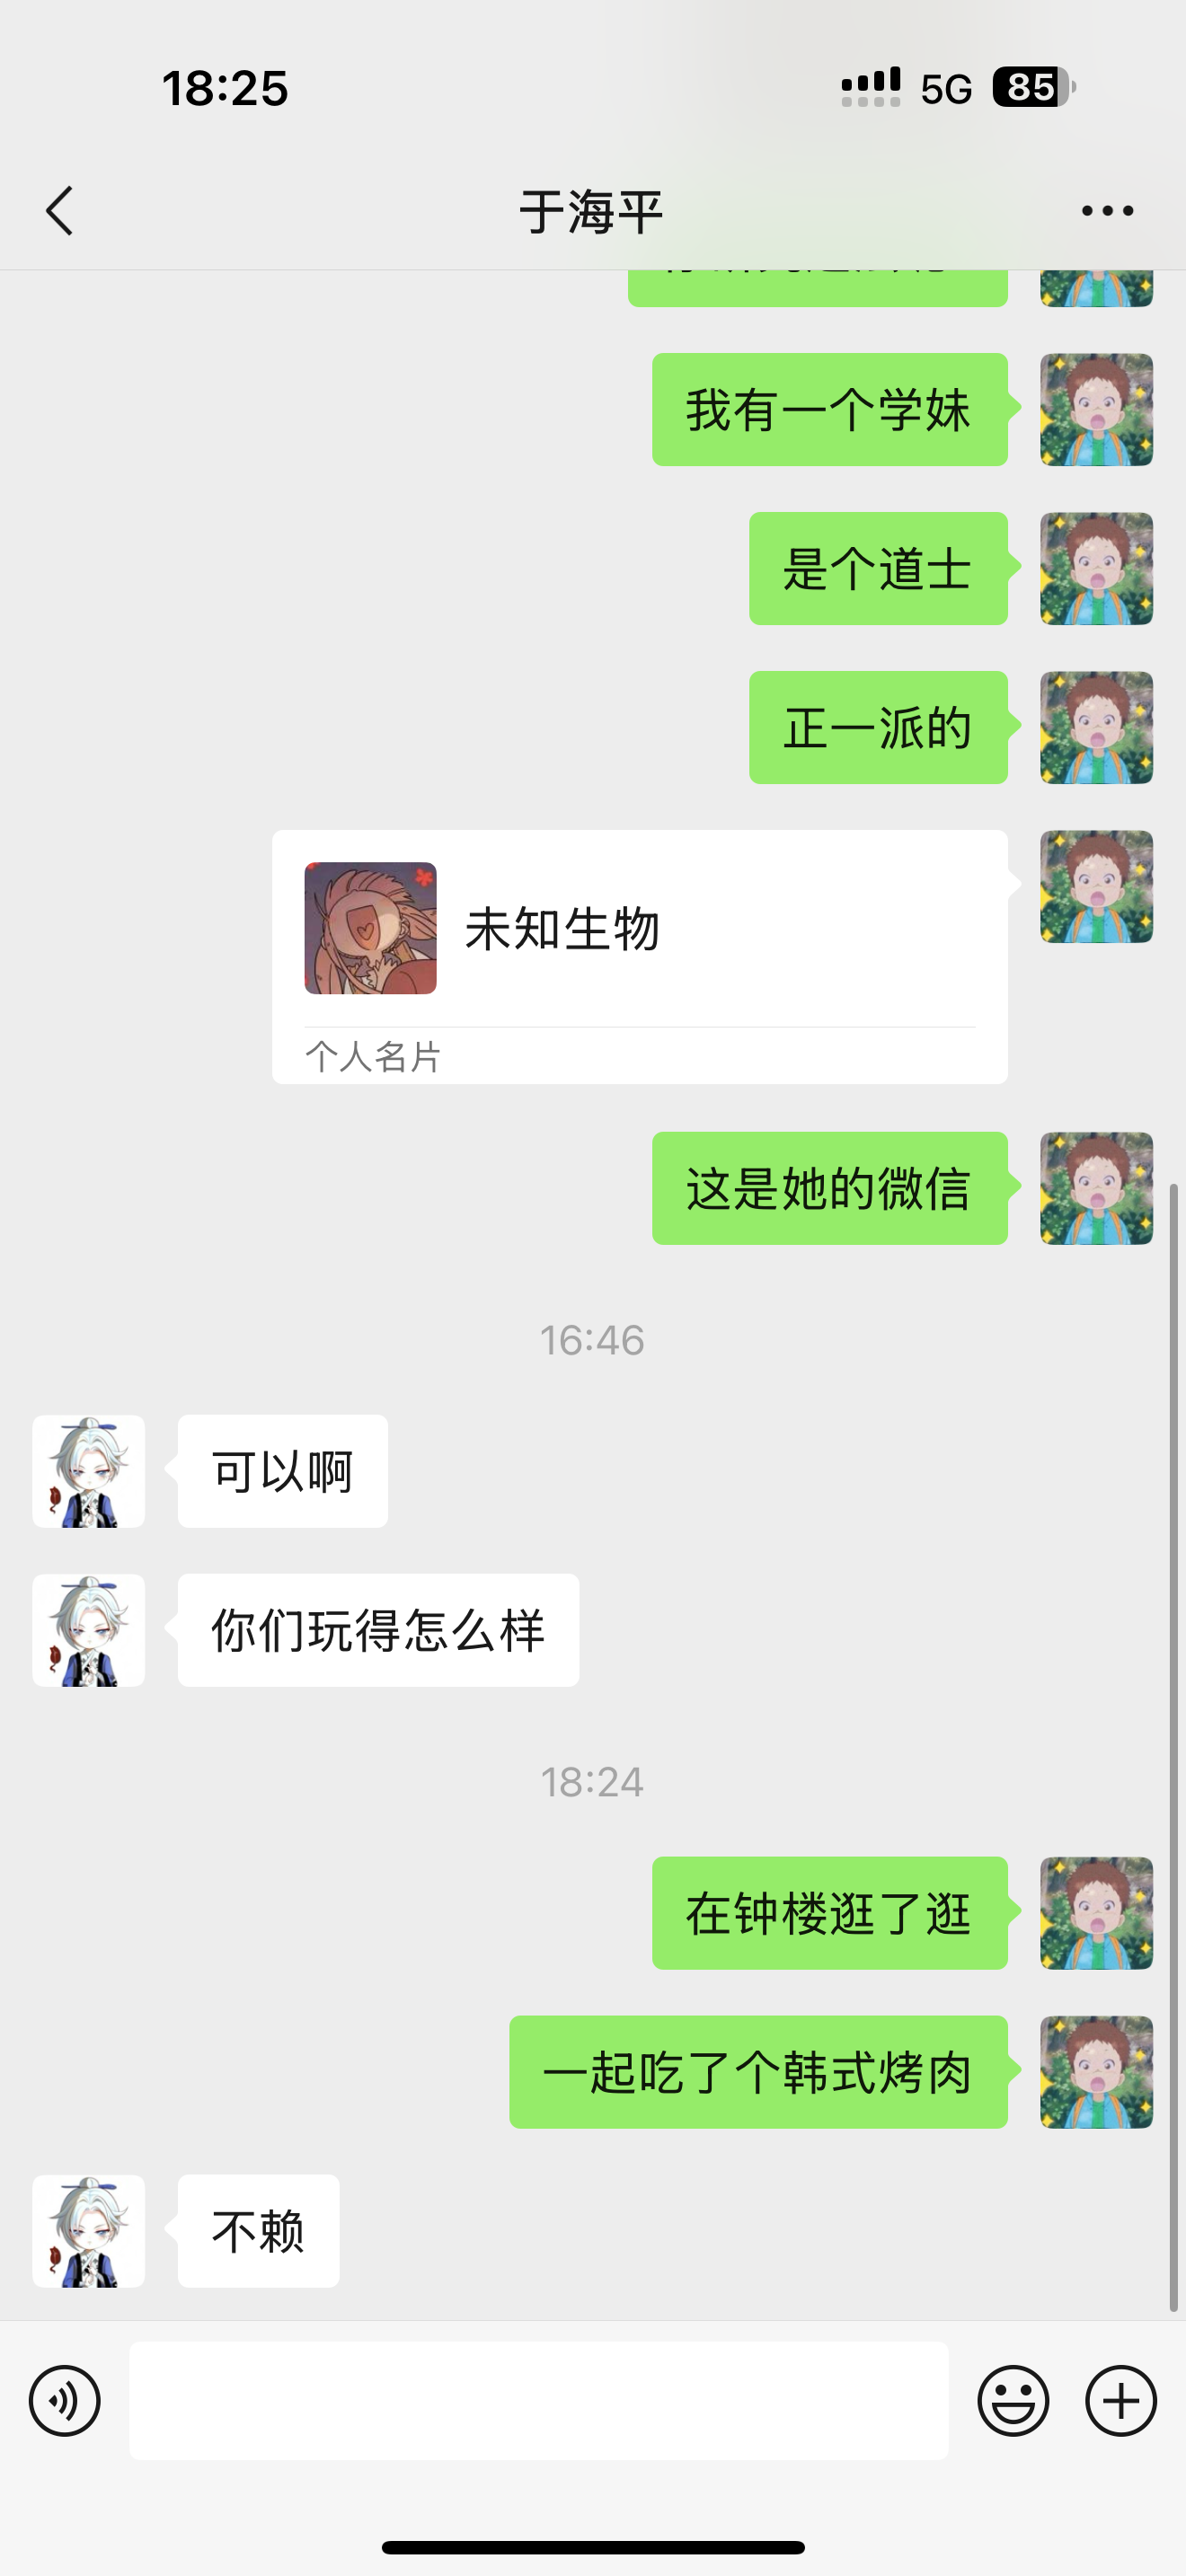 18:25
5G
85
于海平
我有一个学妹
是个道士
正一派的
未知生物
个人名片
这是她的微信
16:46
可以啊
你们玩得怎么样
18:24
在钟楼逛了逛
一起吃了个韩式烤肉
不赖